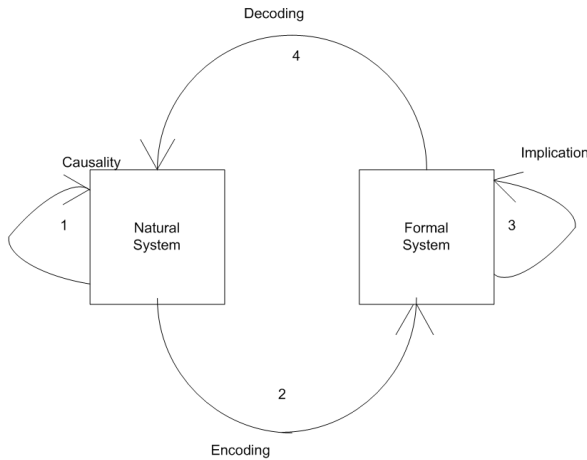 Decoding
4
Causality
Implication
1
Natural
System
Formal
System
3
2
Encoding